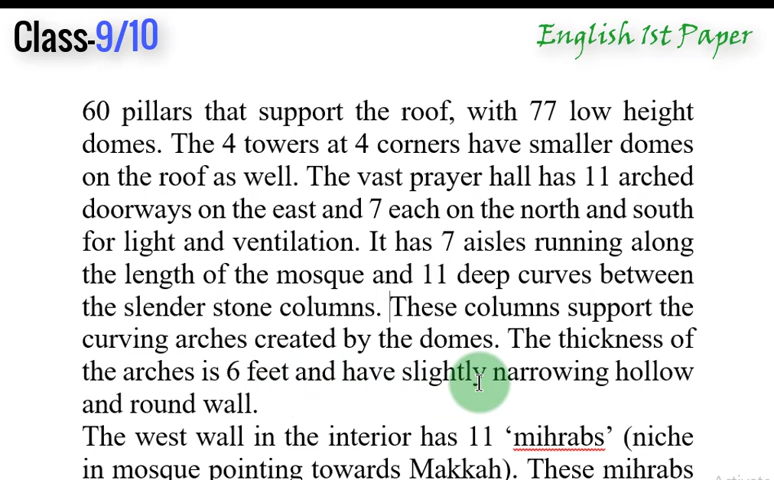 Class-9/10
English 1st Paper
60 pillars that support the roof, with 77 low height
domes. The 4 towers at 4 corners have smaller domes
on the roof as well. The vast prayer hall has 11 arched
doorways on the east and 7 each on the north and south
for light and ventilation. It has 7 aisles running along
the length of the mosque and 11 deep curves between
the slender stone columns. These columns support the
curving arches created by the domes. The thickness of
the arches is 6 feet and have slightly narrowing hollow
and round wall.
The west wall in the interior has 11 ‘mihrabs’ (niche
in mosque pointing towards Makkah). These mihrabs